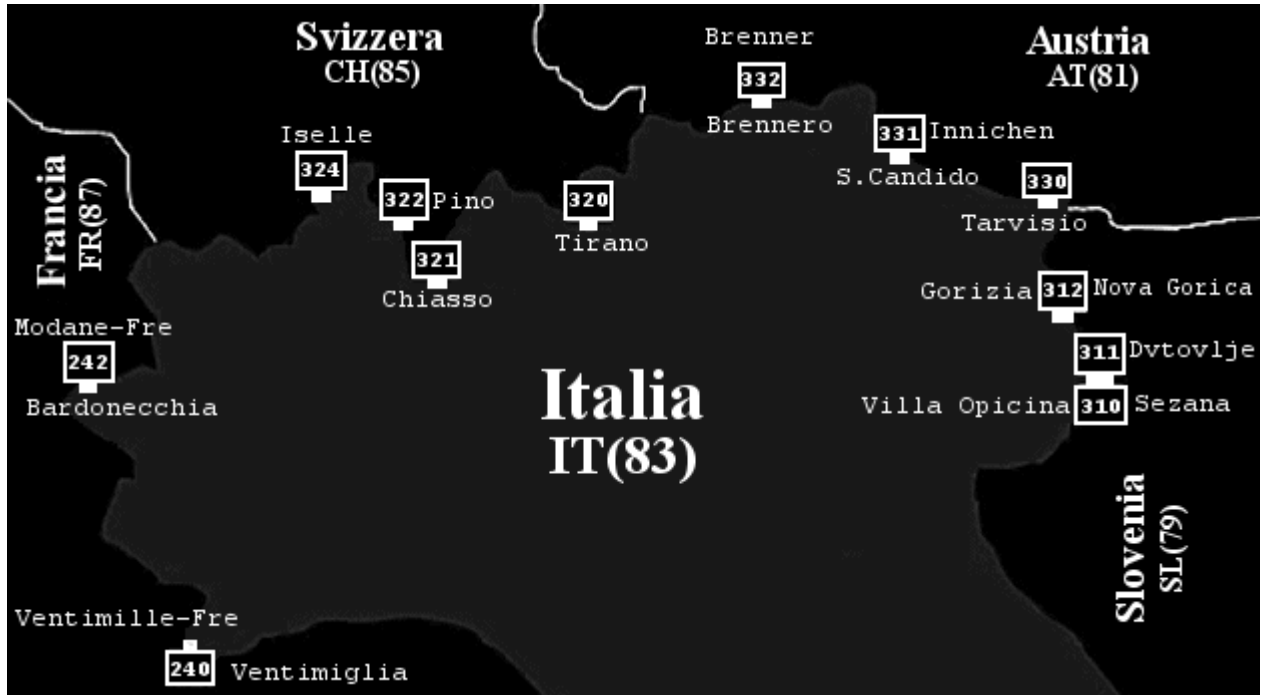 Svizzera
CH(85)
Brenner
332
Brennero
Austria
AT(81)
Iselle
324
331 Innichen
S.Candido
322 Pino
320
Tirano
330
Tarvisio
Francia
FR(87)
321
Chiasso
Gorizia 312 Nova Gorica
Modane-Fre
242
Bardonecchia
311 Dvtovlje
Villa Opicina 310 Sezana
Italia
IT(83)
Slovenia
SL(79)
Ventimille-Fre
240 Ventimiglia